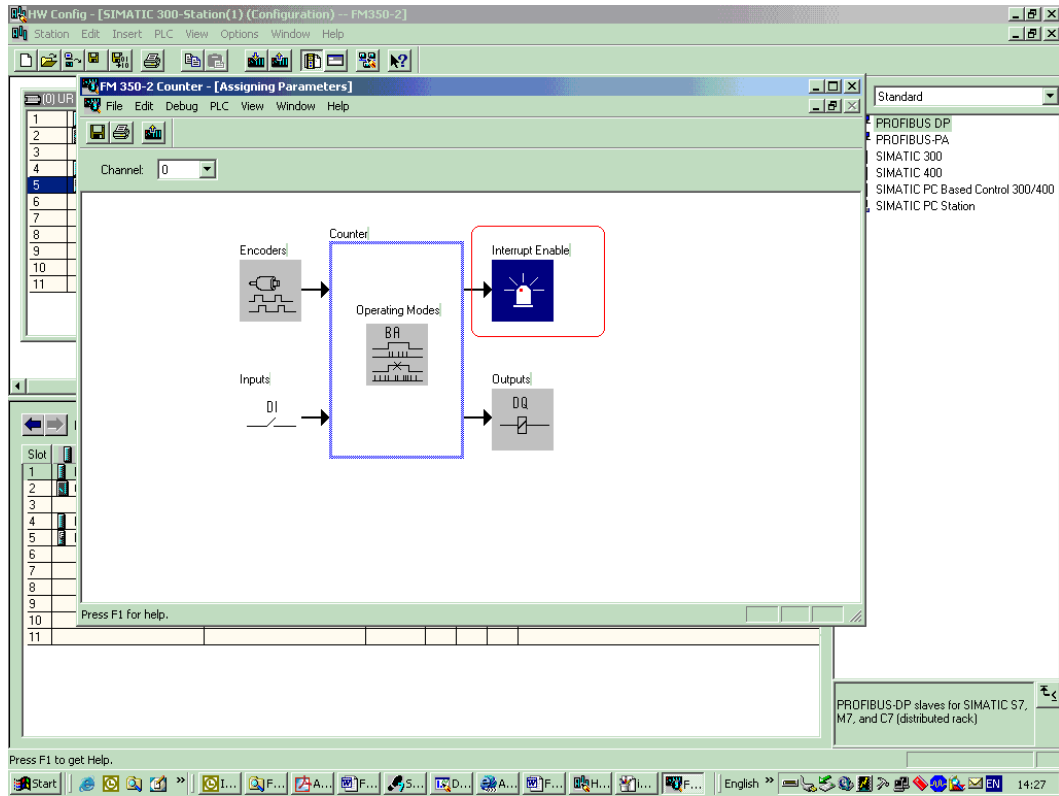 HW Config - [SIMATIC 300-Station(1) (Configuration) -- FM350-2]
Station Edit Insert PLC View Options Window Help
(0) UR
1
2
3
4
5
6
7
8
9
10
11
FM 350-2 Counter - [Assigning Parameters]
File Edit Debug PLC View Window Help
Channel: 0
Encoders
Counter
Interrupt Enable
Operating Modes
BA
Inputs
DI
Outputs
DQ
Press F1 for help.
Standard
PROFIBUS DP
PROFIBUS-PA
SIMATIC 300
SIMATIC 400
SIMATIC PC Based Control 300/400
SIMATIC PC Station
Slot
1
2
3
4
5
6
7
8
9
10
11
PROFIBUS-DP slaves for SIMATIC S7,
M7, and C7 (distributed rack)
Press F1 to get Help.
Start » I... F... A... F... S... D... A... F... H... i... F... English » EN 14:27